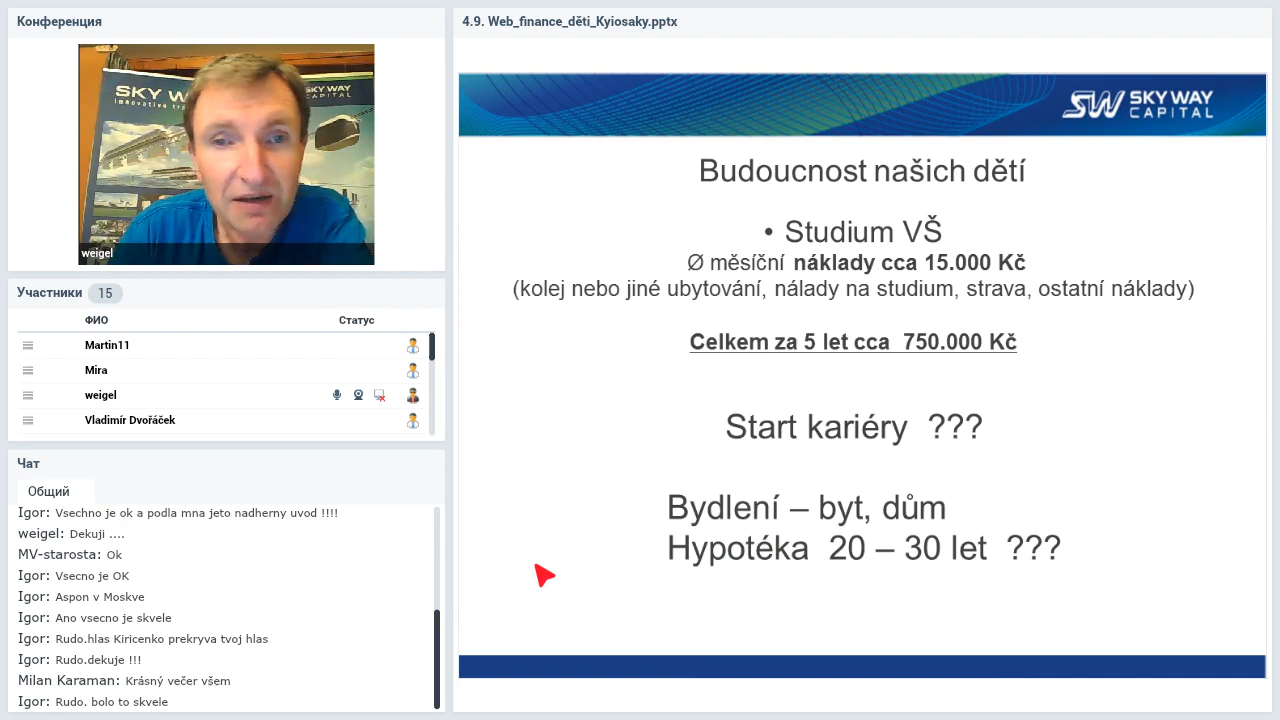 Конференция
SKY WAY
Innovative tra
RY WAY
CAPITAL
weigel
Участники 15
ФИО Статус
Martin11
Mira
weigel
Vladimír Dvořáček
Чат
Общий
Igor: Vsechno je ok a podla mna jeto nadherny uvod !!!!
weigel: Dekuji ....
MV-starosta: Ok
Igor: Vsecno je OK
Igor: Aspon v Moskve
Igor: Ano vsecno je skvele
Igor: Rudo.hlas Kiricenko prekryva tvoj hlas
Igor: Rudo.dekuje !!!
Milan Karaman: Krásný večer všem
Igor: Rudo. bolo to skvele
4.9. Web_finance_děti_Kyiosaky.pptx
SW SKY WAY
CAPITAL
Budoucnost našich dětí
• Studium VŠ
Ø měsíční náklady cca 15.000 Kč
(kolej nebo jiné ubytování, nálady na studium, strava, ostatní náklady)
Celkem za 5 let cca 750.000 Kč
Start kariéry ???
Bydlení – byt, dům
Hypotéka 20 – 30 let ???